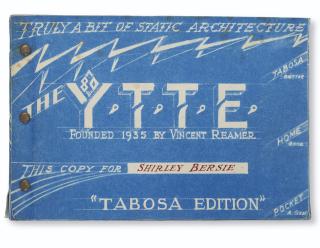 TRULY A BIT OF STATIC ARCHITECTURE
THE Y.T.T.E.
FOUNDED 1935 BY VINCENT REAMER.
THIS COPY FOR SHIRLEY BERSIE
"TABOSA EDITION"
TABOSA
HOME
POCKET